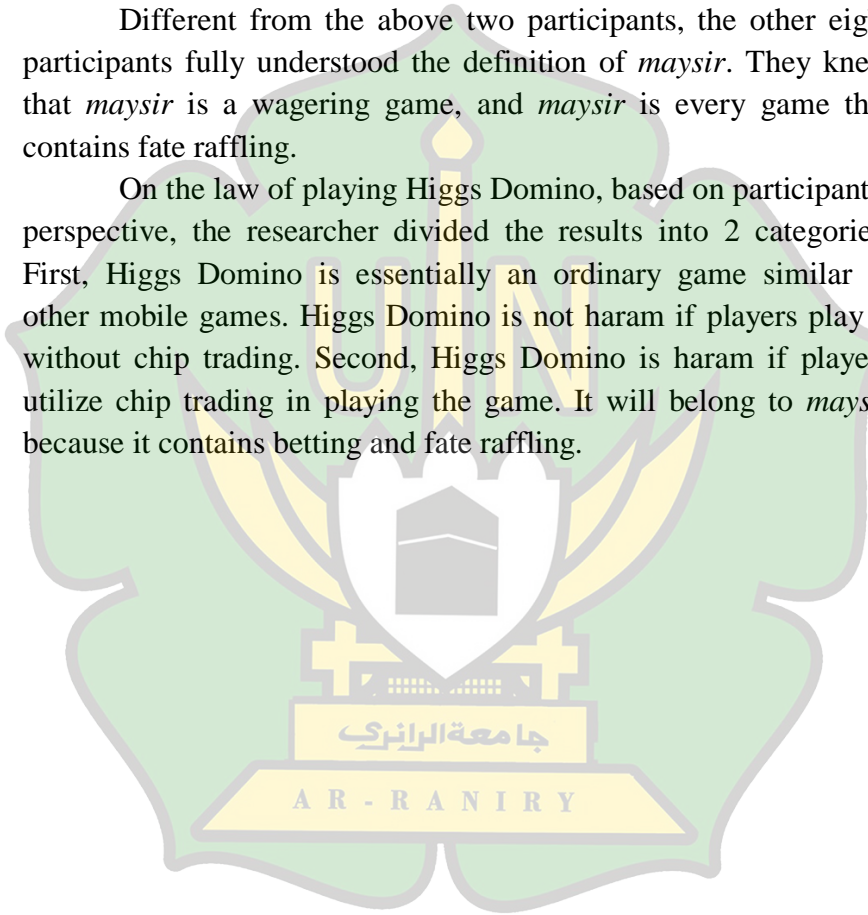 Different from the above two participants, the other eig
participants fully understood the definition of maysir. They kne
that maysir is a wagering game, and maysir is every game th
contains fate raffling.
On the law of playing Higgs Domino, based on participant
perspective, the researcher divided the results into 2 categorie
First, Higgs Domino is essentially an ordinary game similar
other mobile games. Higgs Domino is not haram if players play
without chip trading. Second, Higgs Domino is haram if playe
utilize chip trading in playing the game. It will belong to mays
because it contains betting and fate raffling.
UIN
جامعة الرانري
AR-RANIRY